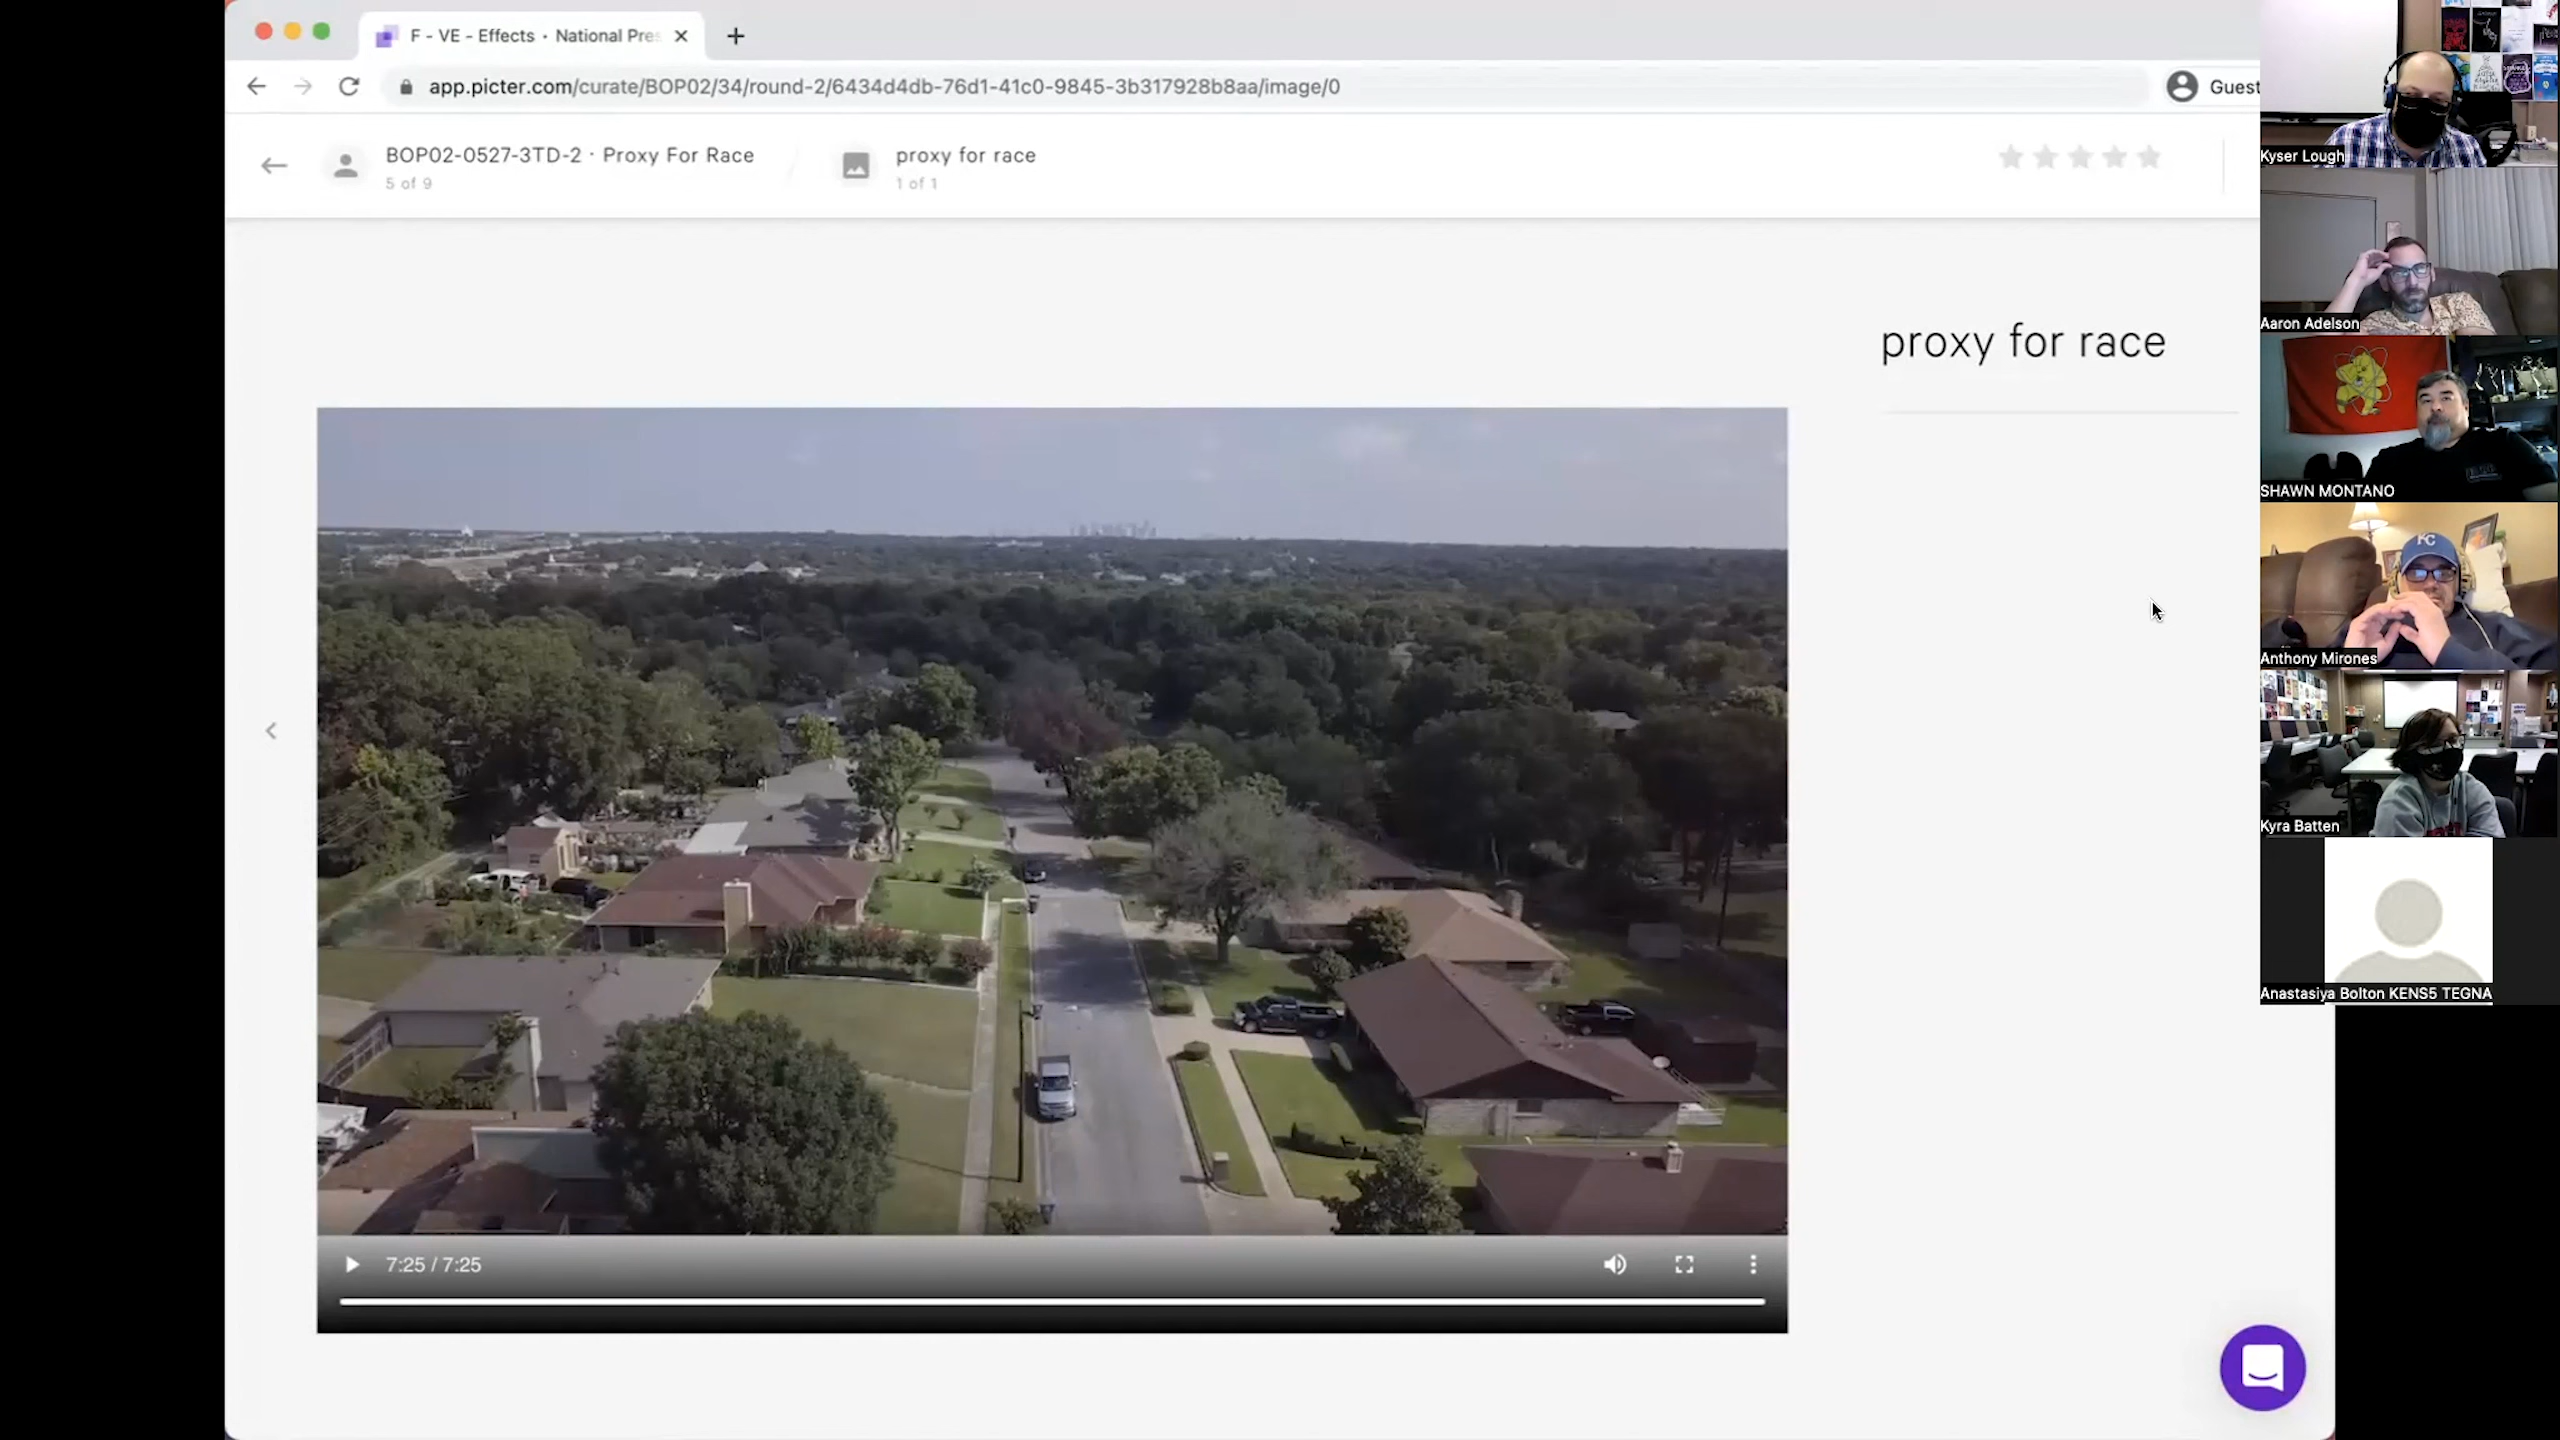 F - VE - Effects · National Pres
app.picter.com/curate/BOP02/34/round-2/6434d4db-76d1-41c0-9845-3b317928b8aa/image/0
Guest
BOP02-0527-3TD-2 · Proxy For Race
5 of 9
proxy for race
1 of 1
proxy for race
7:25 / 7:25
Kyser Lough
Aaron Adelson
SHAWN MONTANO
KC
Anthony Mirones
Kyra Batten
Anastasiya Bolton KENS5 TEGNA